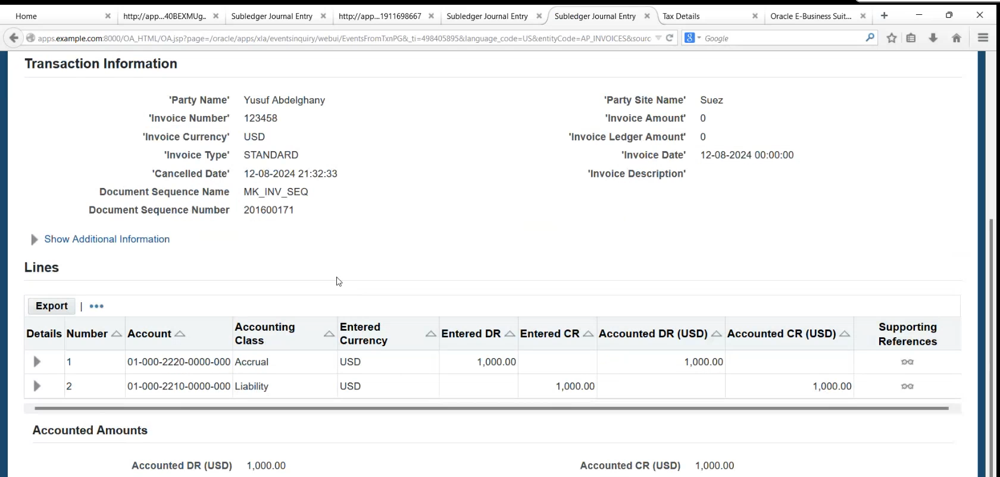 Home
http://app...40BEXMUg..
Subledger Journal Entry
http://app...1911698667
Subledger Journal Entry
Subledger Journal Entry
Tax Details
Oracle E-Business Suit...
apps.example.com:8000/OA_HTML/OA.jsp?page=/oracle/apps/xla/eventsinquiry/webui/EventsFromTxnPG&_ti=498405895&language_code=US&entityCode=AP_INVOICES&sourc
8
Google
Transaction Information
'Party Name' Yusuf Abdelghany
'Party Site Name' Suez
'Invoice Number' 123458
'Invoice Amount' 0
'Invoice Currency' USD
'Invoice Ledger Amount' 0
'Invoice Type' STANDARD
'Invoice Date' 12-08-2024 00:00:00
'Cancelled Date' 12-08-2024 21:32:33
'Invoice Description'
Document Sequence Name MK_INV_SEQ
Document Sequence Number 201600171
Show Additional Information
Lines
Export | •••
Details Number Account Accounting Class Entered Currency Entered DR Entered CR Accounted DR (USD) Accounted CR (USD) Supporting References
1 01-000-2220-0000-000 Accrual USD 1,000.00 1,000.00
2 01-000-2210-0000-000 Liability USD 1,000.00 1,000.00
Accounted Amounts
Accounted DR (USD) 1,000.00
Accounted CR (USD) 1,000.00